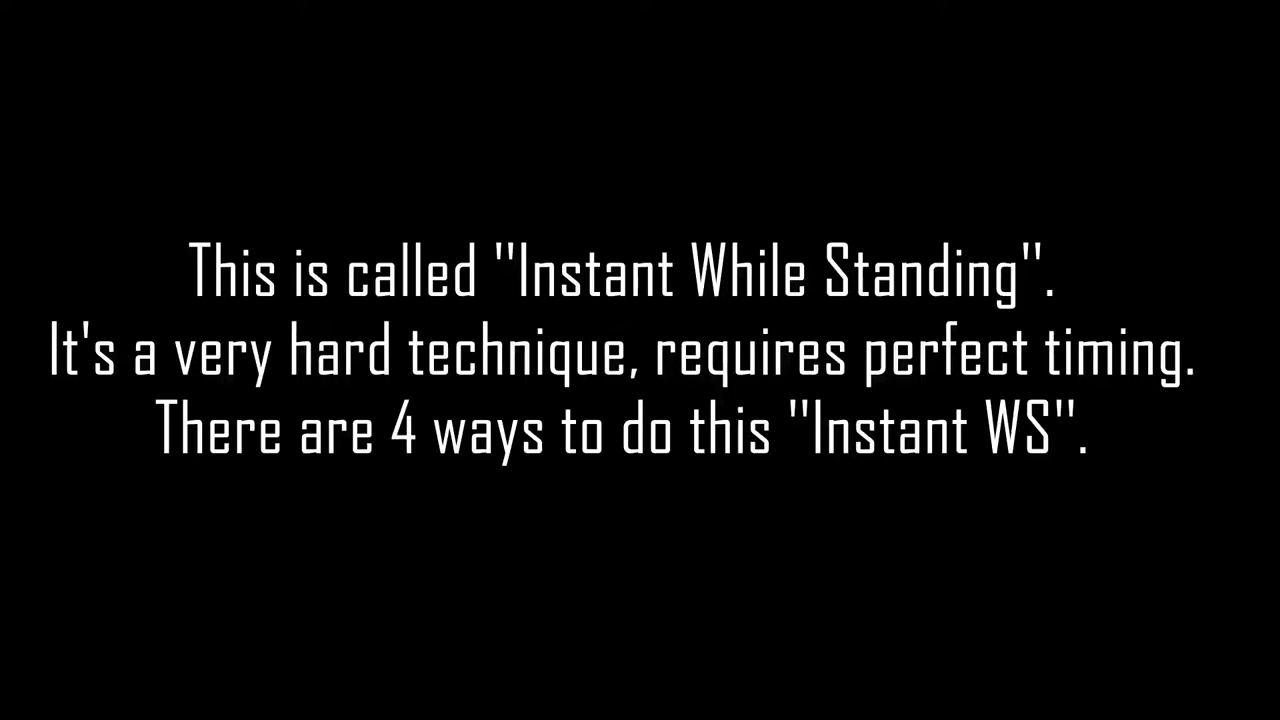 This is called "Instant While Standing".
It's a very hard technique, requires perfect timing.
There are 4 ways to do this "Instant WS".